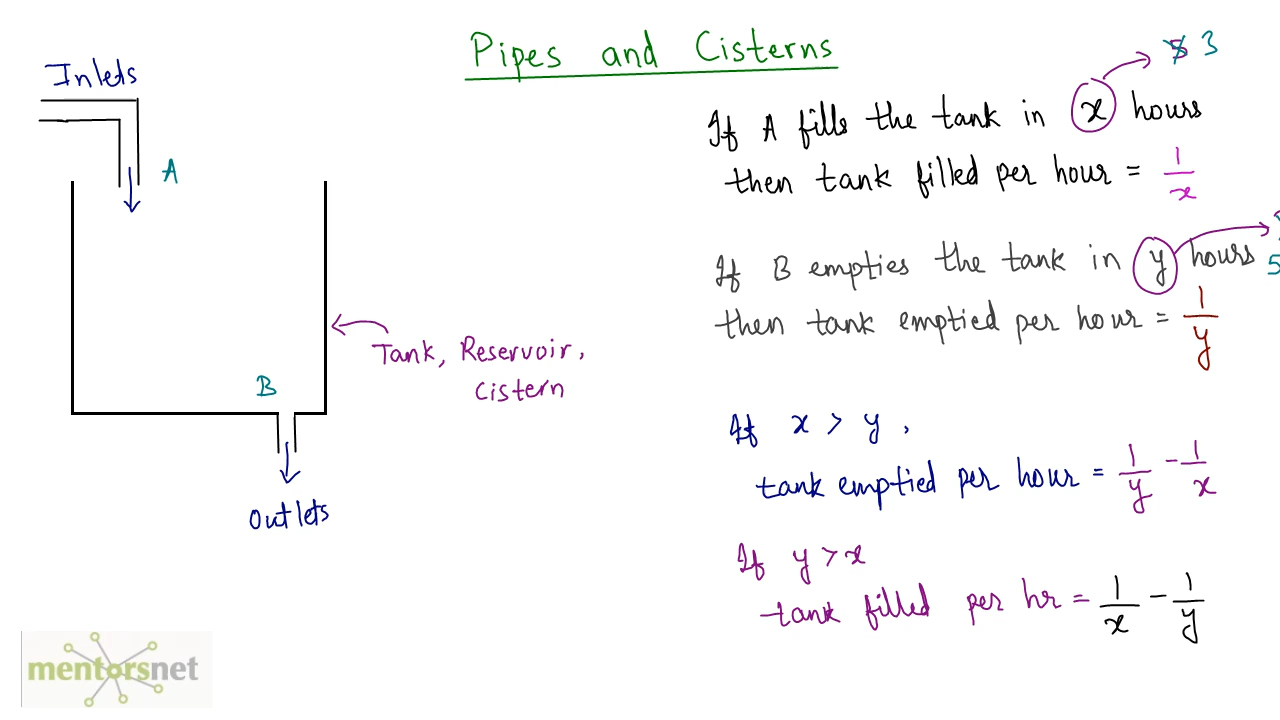 Pipes and Cisterns
Inlets
A
B
Outlets
Tank, Reservoir,
Cistern
3
If A fills the tank in x hours
then tank filled per hour = 1/x
If B empties the tank in y hours
5
then tank emptied per hour = 1/y
If x > y,
tank emptied per hour = 1/y - 1/x
If y > x
tank filled per hr = 1/x - 1/y
mentorsnet